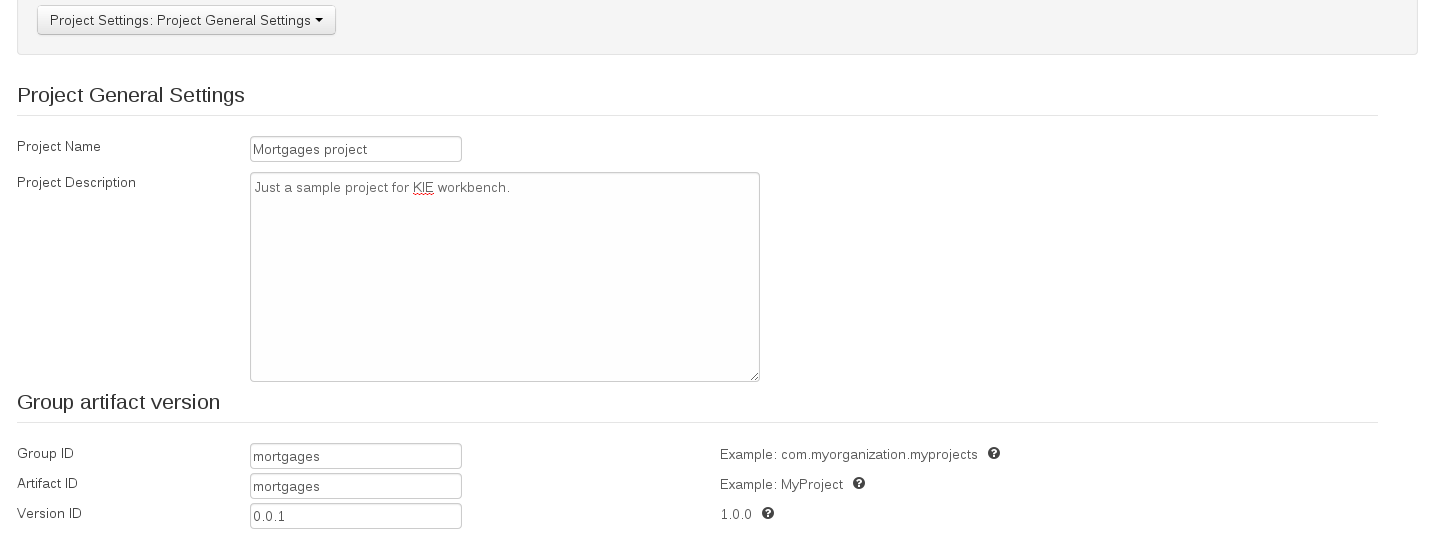 Project Settings: Project General Settings
Project General Settings
Project Name
Mortgages project
Project Description
Just a sample project for KIE workbench.
Group artifact version
Group ID
mortgages
Example: com.myorganization.myprojects
Artifact ID
mortgages
Example: MyProject
Version ID
0.0.1
1.0.0